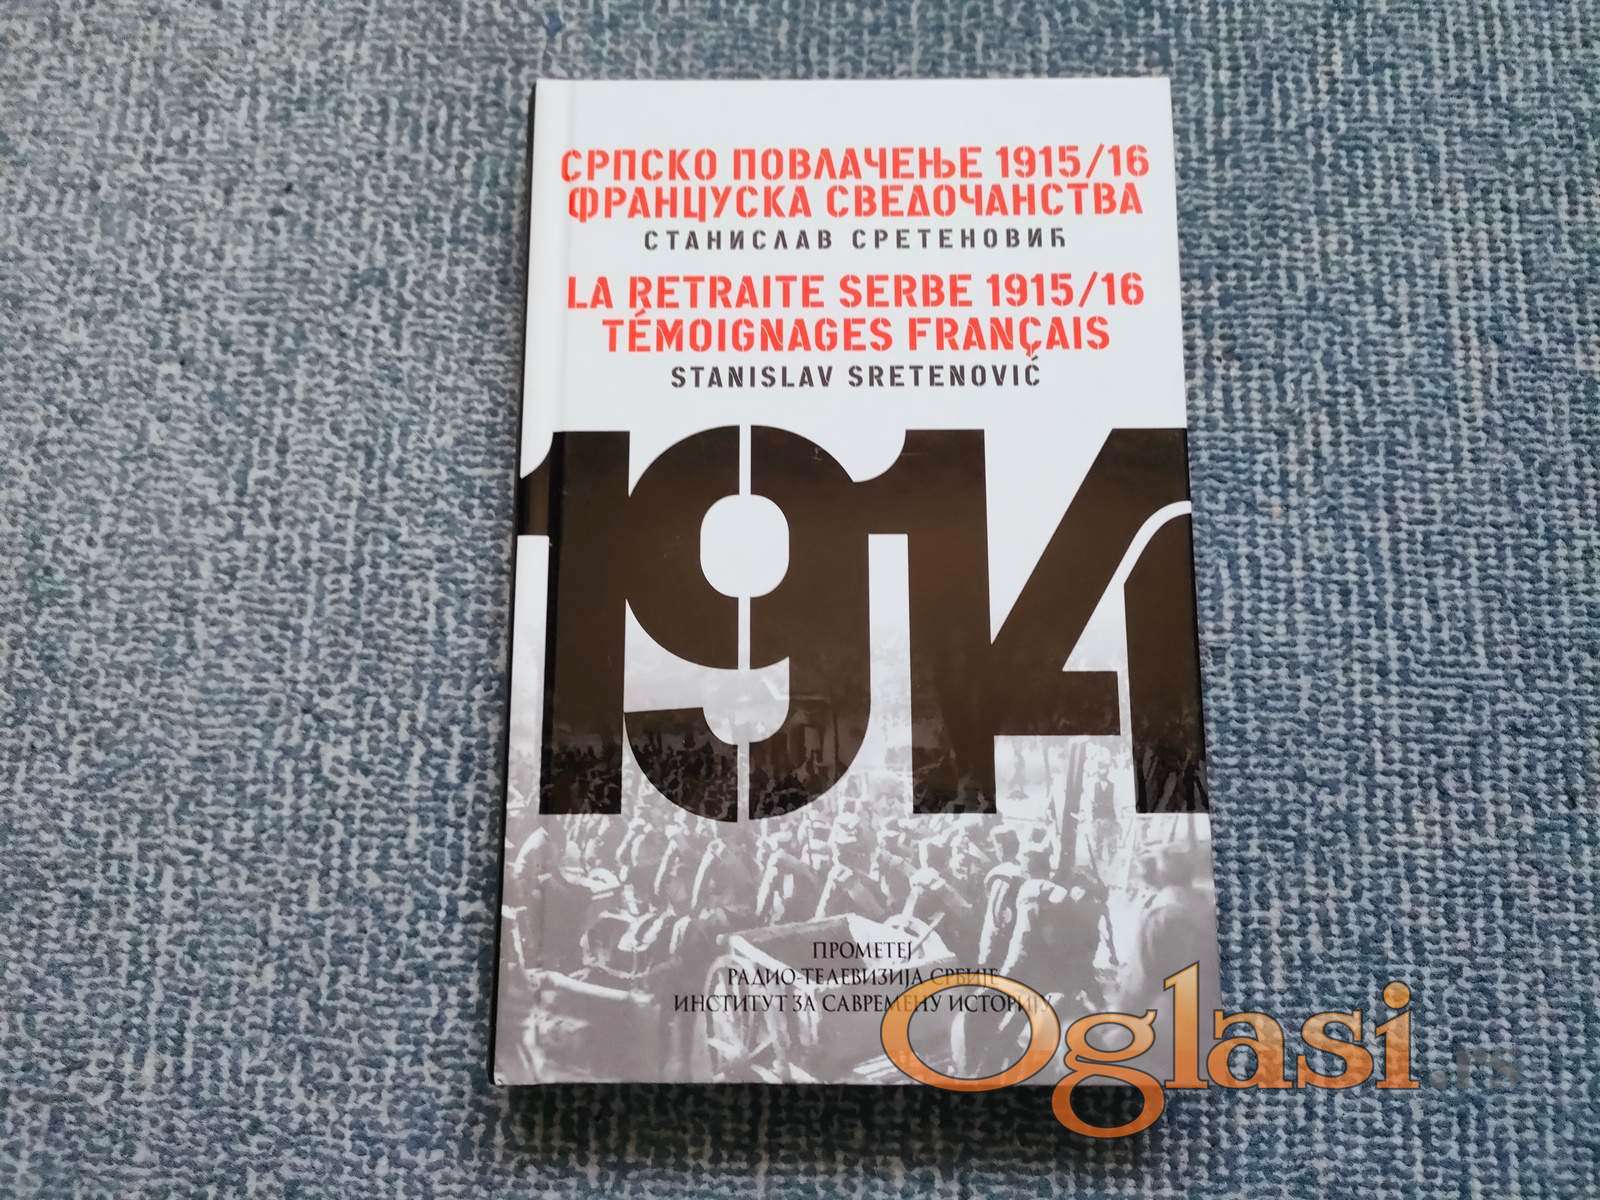 СРПСКО ПОВЛАЧЕЊЕ 1915/16
ФРАНЦУСКА СВЕДОЧАНСТВА
СТАНИСЛАВ СРЕТЕНОВИЋ
LA RETRAITE SERBE 1915/16
TÉMOIGNAGES FRANÇAIS
STANISLAV SRETENOVIĆ
1914
ПРОМЕТЕЈ
РАДИО-ТЕЛЕВИЗИЈА СРБИЈЕ
ИНСТИТУТ ЗА САВРЕМЕНУ ИСТОРИЈУ
Oglasi.rs